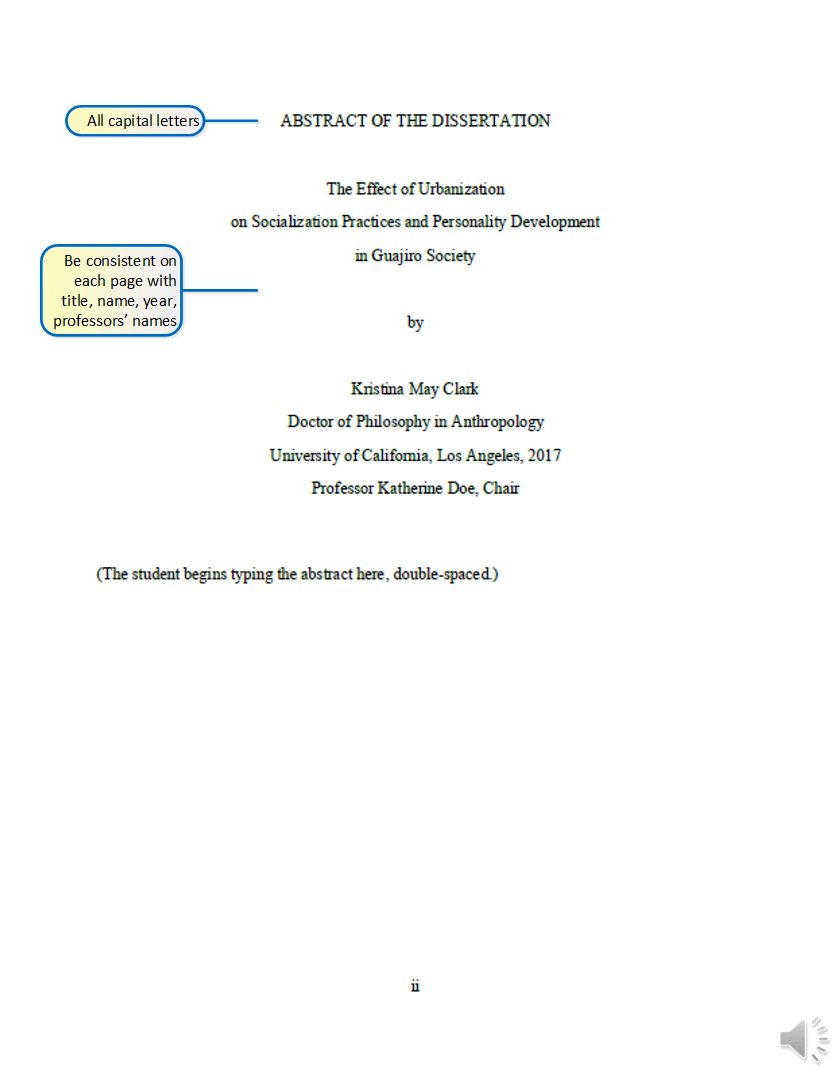 All capital letters
ABSTRACT OF THE DISSERTATION
The Effect of Urbanization
on Socialization Practices and Personality Development
in Guajiro Society
Be consistent on
each page with
title, name, year,
professors’ names
by
Kristina May Clark
Doctor of Philosophy in Anthropology
University of California, Los Angeles, 2017
Professor Katherine Doe, Chair
(The student begins typing the abstract here, double-spaced.)
ii